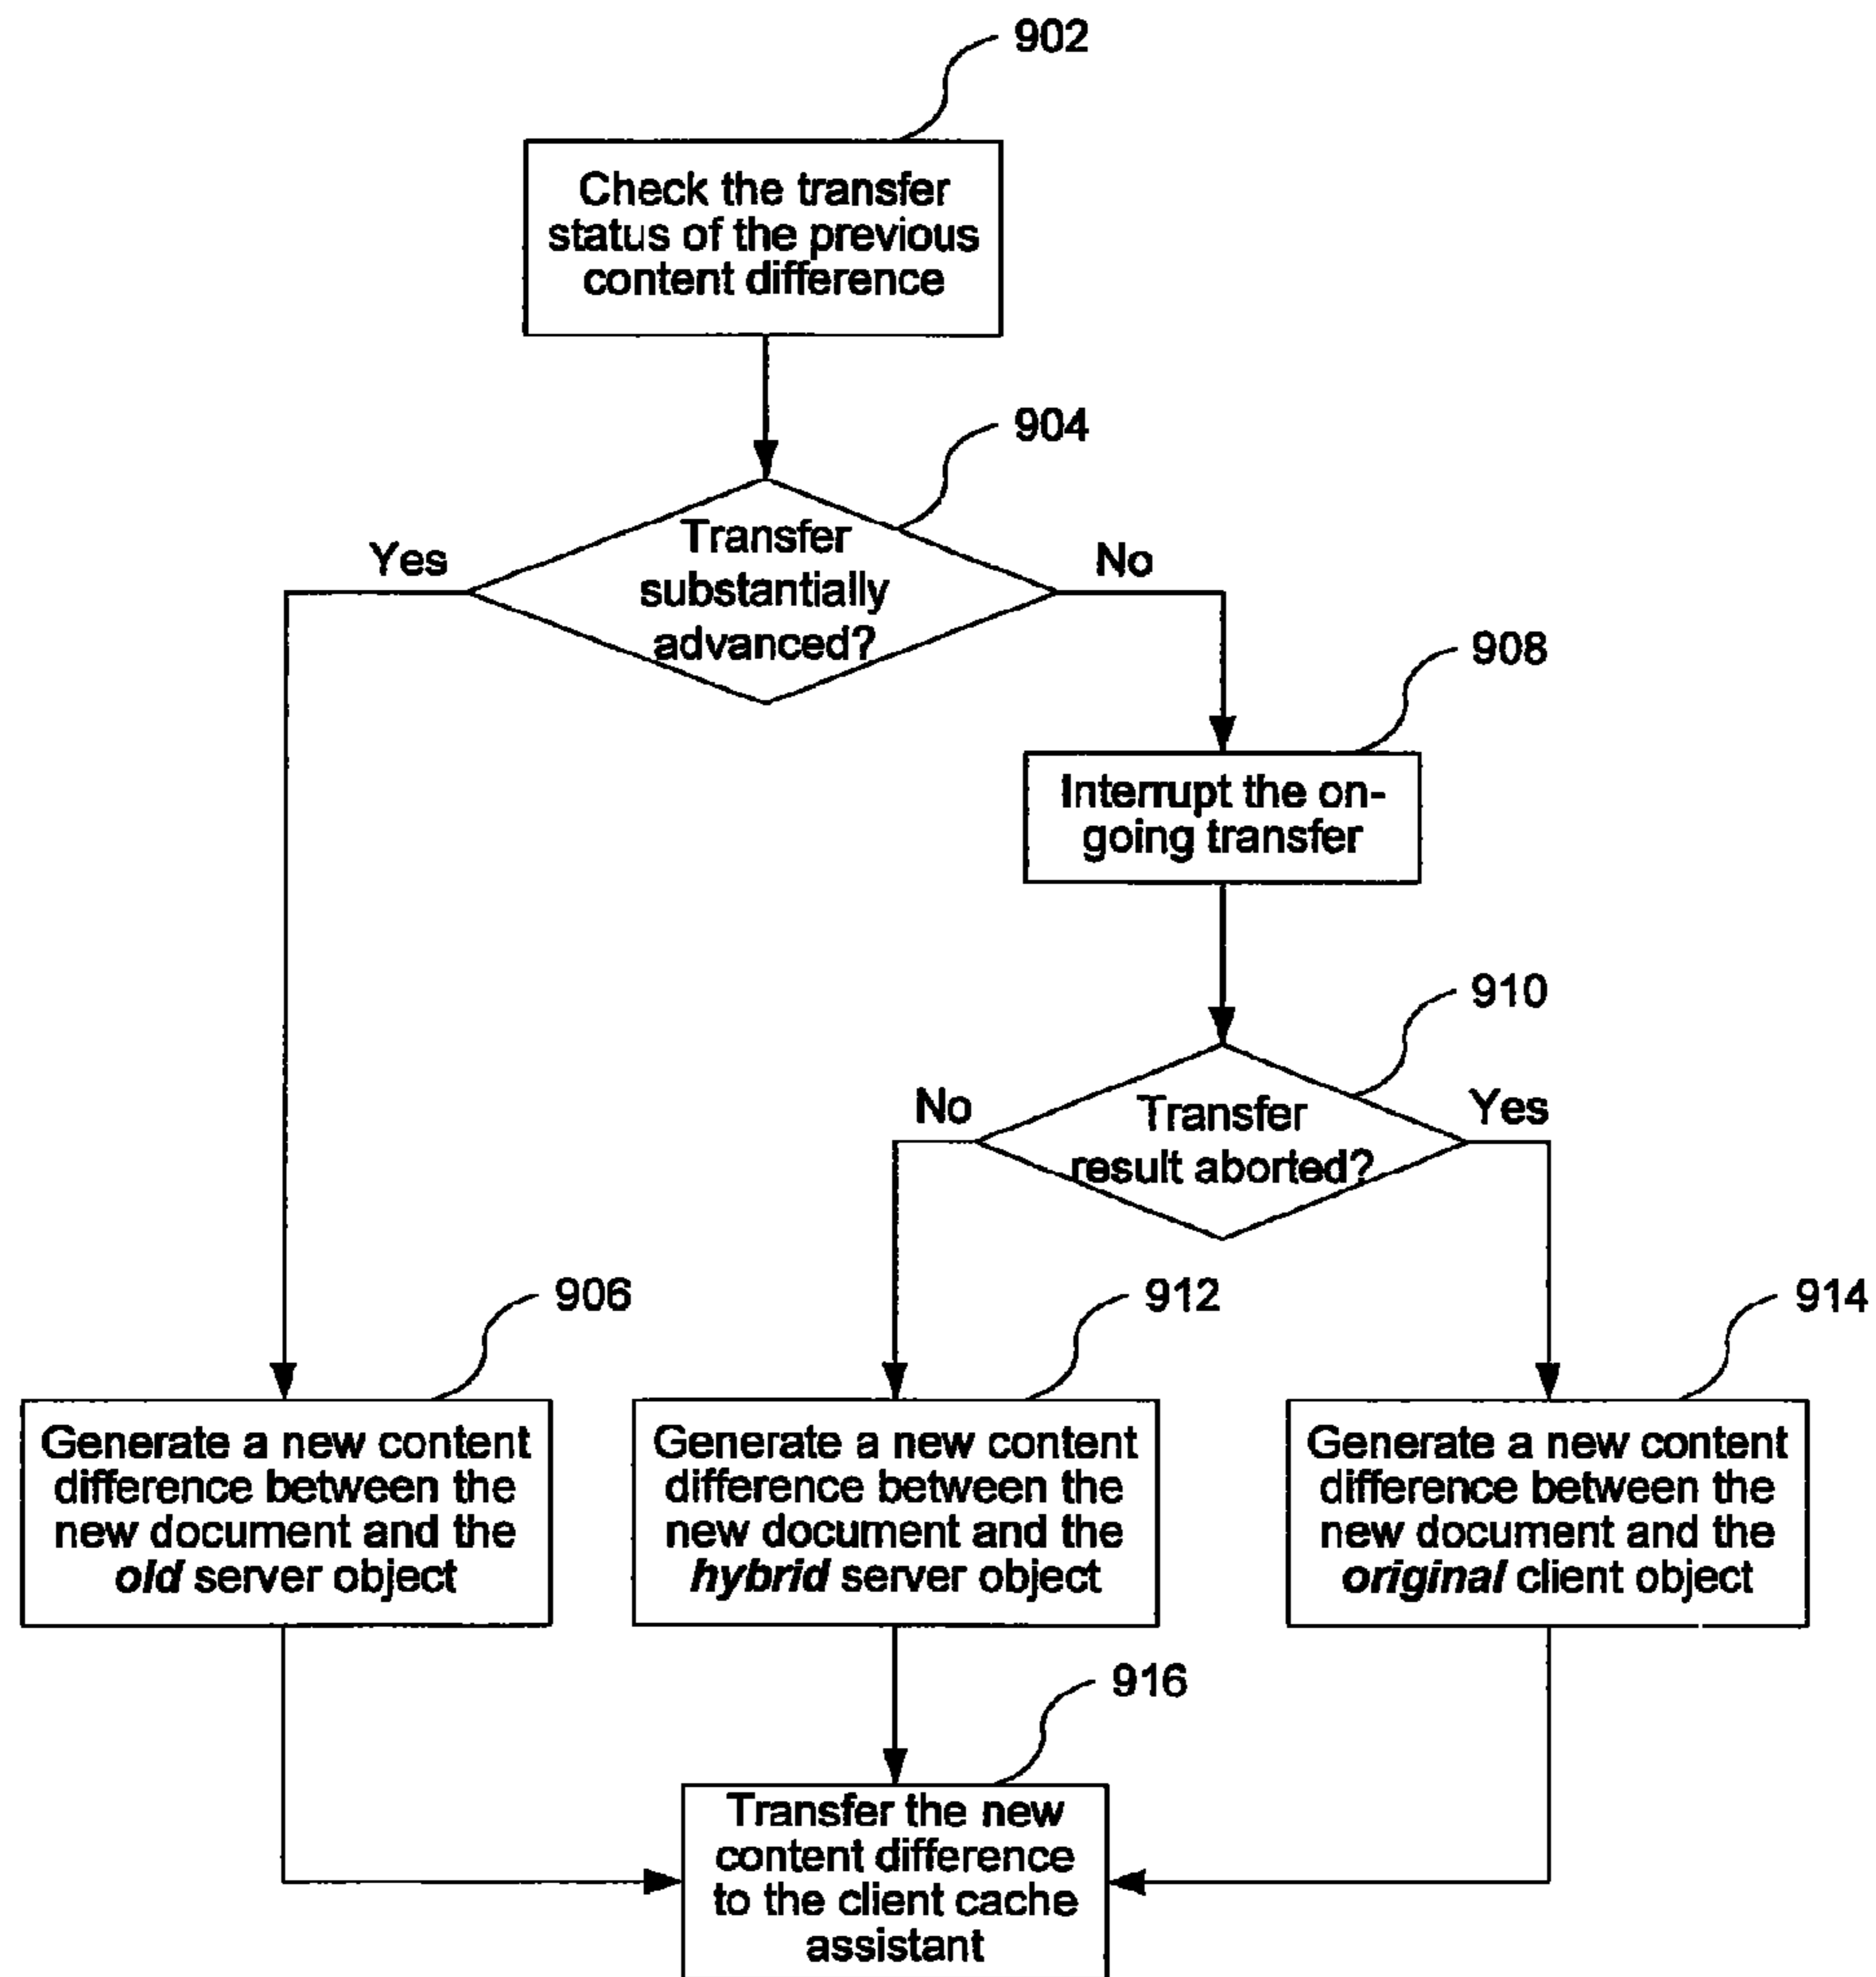 902
Check the transfer
status of the previous
content difference
904
Transfer
substantially
advanced?
Yes
No
908
Interrupt the on-
going transfer
910
Transfer
result aborted?
No
Yes
906
Generate a new content
difference between the
new document and the
old server object
912
Generate a new content
difference between the
new document and the
hybrid server object
914
Generate a new content
difference between the
new document and the
original client object
916
Transfer the new
content difference
to the client cache
assistant